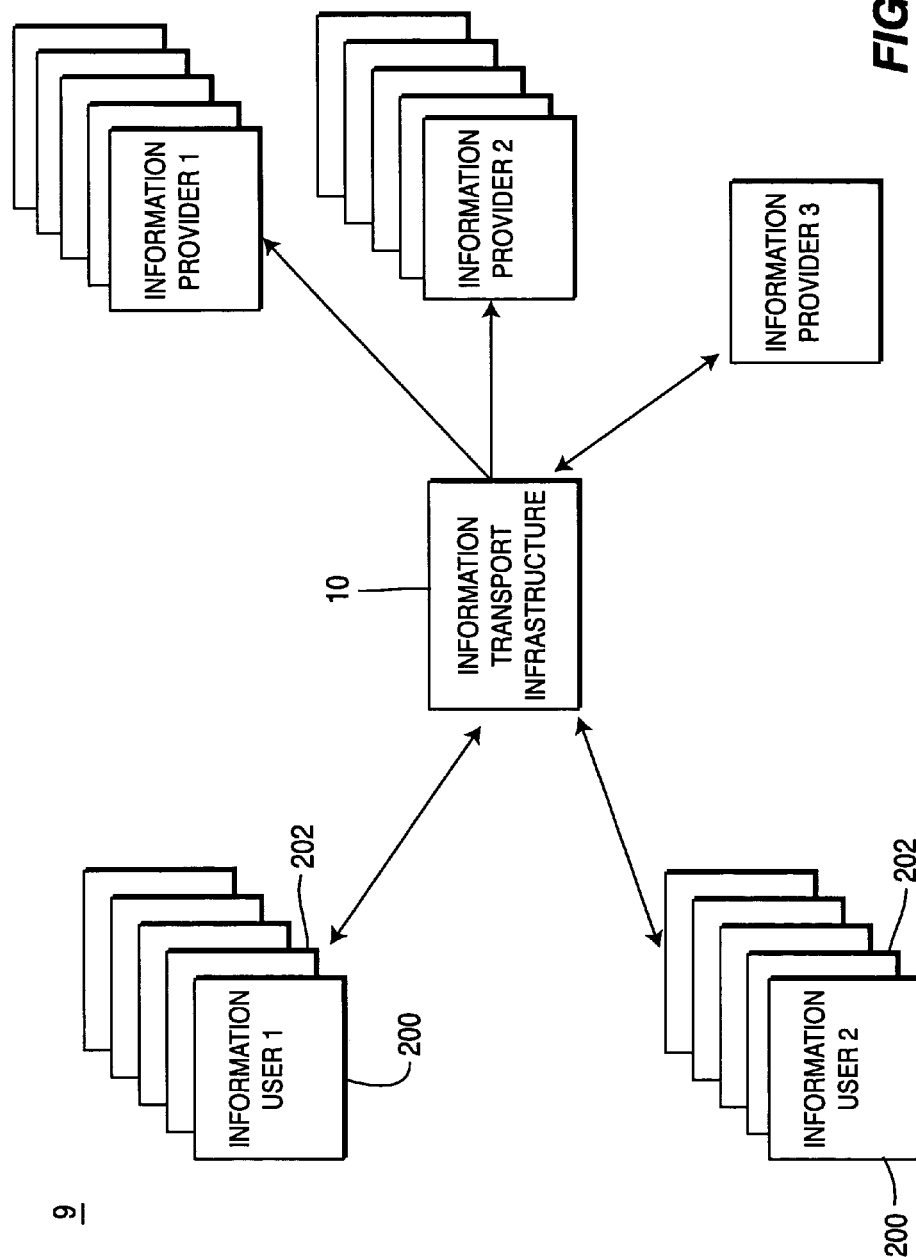 9
INFORMATION
USER 1
200
202
INFORMATION
USER 2
200
202
10
INFORMATION
TRANSPORT
INFRASTRUCTURE
INFORMATION
PROVIDER 1
INFORMATION
PROVIDER 2
INFORMATION
PROVIDER 3
FIG